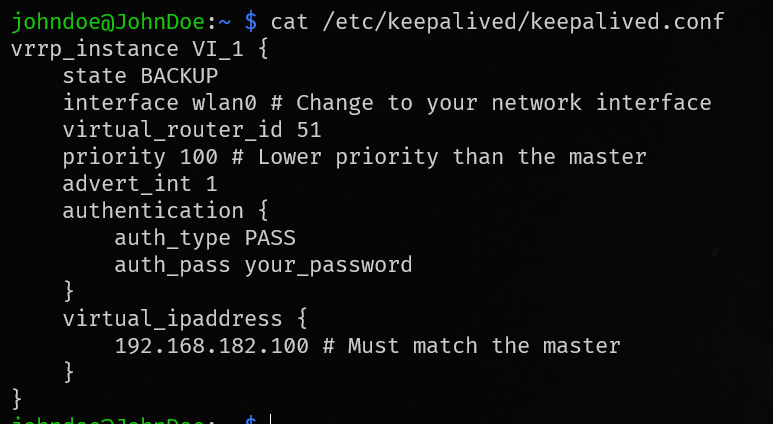 johndoe@JohnDoe:~ $ cat /etc/keepalived/keepalived.conf
vrrp_instance VI_1 {
    state BACKUP
    interface wlan0 # Change to your network interface
    virtual_router_id 51
    priority 100 # Lower priority than the master
    advert_int 1
    authentication {
        auth_type PASS
        auth_pass your_password
    }
    virtual_ipaddress {
        192.168.182.100 # Must match the master
    }
}
johndoe@JohnDoe:~ $